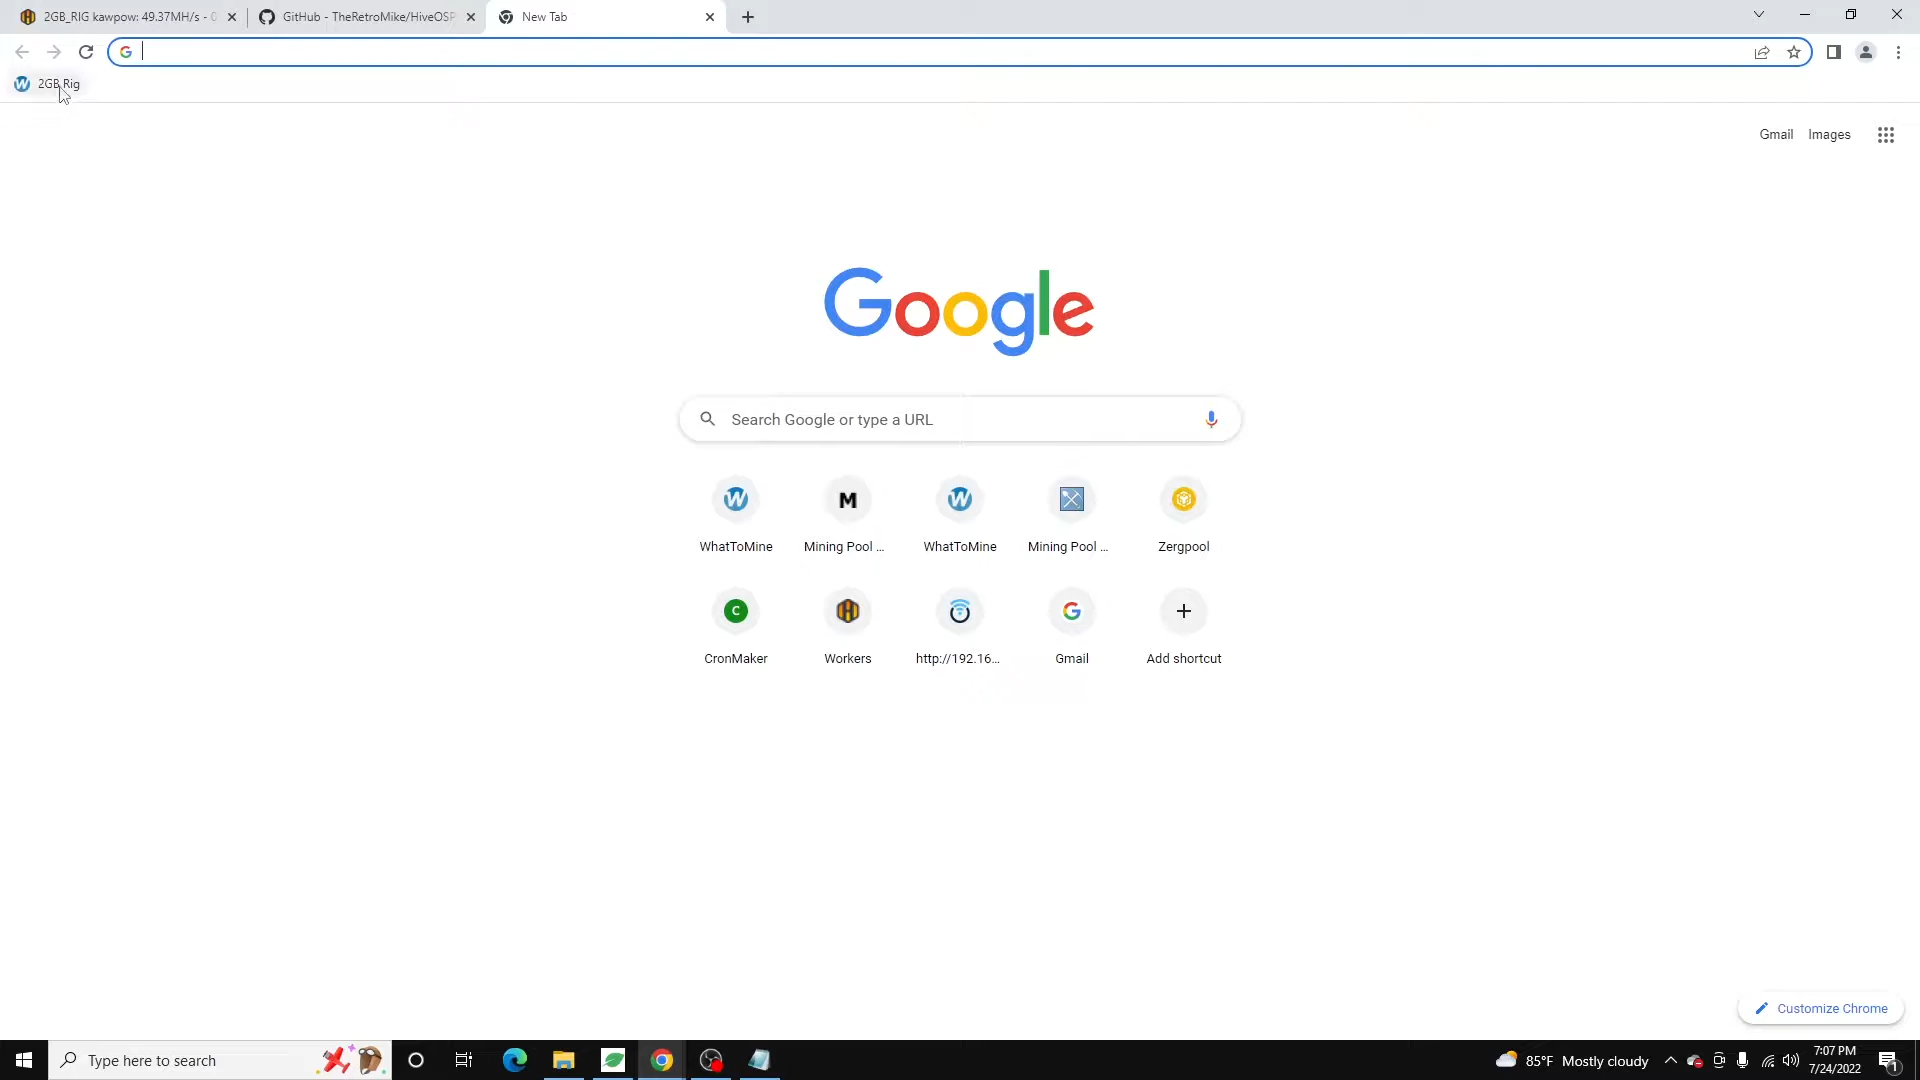 2GB_RIG kawpow: 49.37MH/s -
GitHub - TheRetroMike/HiveOSP
New Tab
2GB Rig
Gmail
Images
Google
Search Google or type a URL
WhatToMine
Mining Pool ...
WhatToMine
Mining Pool ...
Zergpool
CronMaker
Workers
http://192.16...
Gmail
Add shortcut
Customize Chrome
Type here to search
85°F Mostly cloudy
7:07 PM
7/24/2022